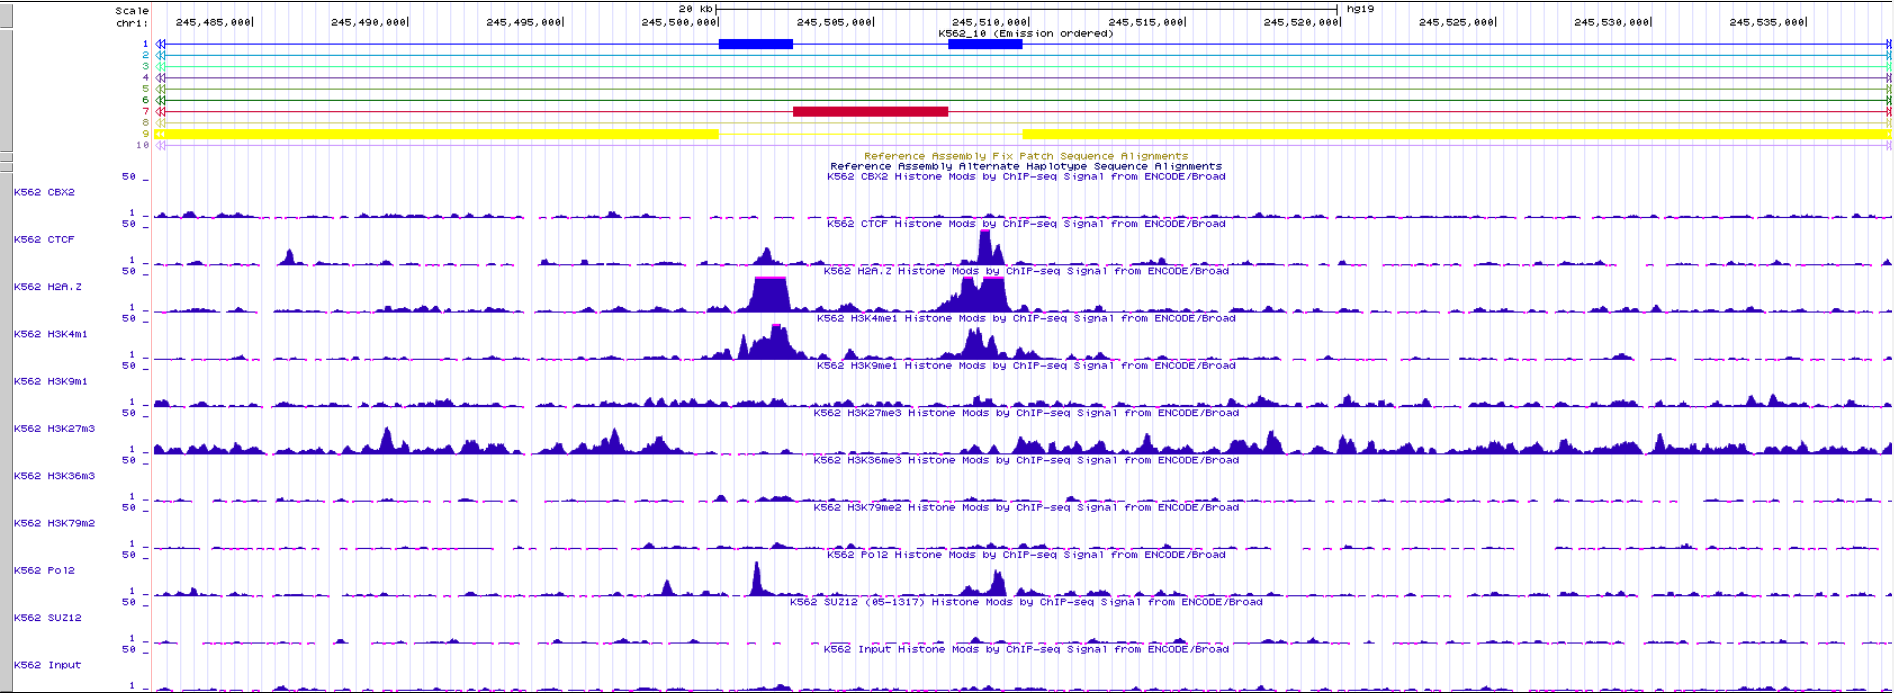 Scale 20 kb hg19
chr1: 245,485,000 245,490,000 245,495,000 245,500,000 245,505,000 245,510,000 245,515,000 245,520,000 245,525,000 245,530,000 245,535,000
K562_10 (Emission ordered)
1
2
3
4
5
6
7
8
9
10
Reference Assembly Fix Patch Sequence Alignments
Reference Assembly Alternate Haplotype Sequence Alignments
K562 CBX2 Histone Mods by ChIP-seq Signal from ENCODE/Broad
50 _
K562 CBX2
1 _
K562 CTCF Histone Mods by ChIP-seq Signal from ENCODE/Broad
50 _
K562 CTCF
1 _
K562 H2A.Z Histone Mods by ChIP-seq Signal from ENCODE/Broad
50 _
K562 H2A.Z
1 _
K562 H3K4me1 Histone Mods by ChIP-seq Signal from ENCODE/Broad
50 _
K562 H3K4m1
1 _
K562 H3K9me1 Histone Mods by ChIP-seq Signal from ENCODE/Broad
50 _
K562 H3K9m1
1 _
K562 H3K27me3 Histone Mods by ChIP-seq Signal from ENCODE/Broad
50 _
K562 H3K27m3
1 _
K562 H3K36me3 Histone Mods by ChIP-seq Signal from ENCODE/Broad
50 _
K562 H3K36m3
1 _
K562 H3K79me2 Histone Mods by ChIP-seq Signal from ENCODE/Broad
50 _
K562 H3K79m2
1 _
K562 Pol2 Histone Mods by ChIP-seq Signal from ENCODE/Broad
50 _
K562 Pol2
1 _
K562 SUZ12 (05-1317) Histone Mods by ChIP-seq Signal from ENCODE/Broad
50 _
K562 SUZ12
1 _
K562 Input Histone Mods by ChIP-seq Signal from ENCODE/Broad
50 _
K562 Input
1 _